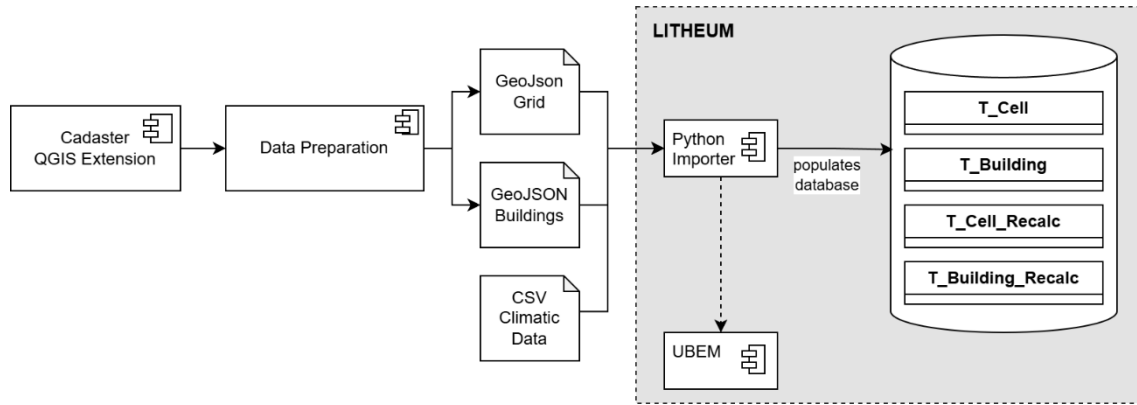 LITHEUM
Cadaster
QGIS Extension
Data Preparation
GeoJson
Grid
GeoJSON
Buildings
CSV
Climatic
Data
Python
Importer
populates
database
UBEM
T_Cell
T_Building
T_Cell_Recalc
T_Building_Recalc